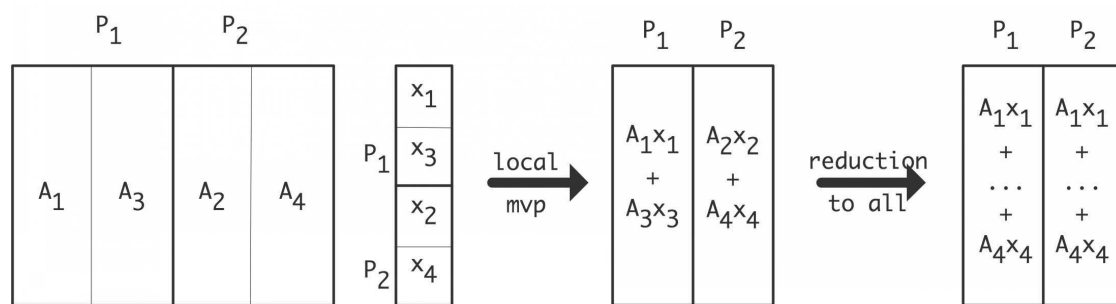 P1 P2
A1 A3 A2 A4
P1
P2
x1
x3
x2
x4
local
mvp
P1 P2
A1x1 A2x2
+ +
A3x3 A4x4
reduction
to all
P1 P2
A1x1 A1x1
+ +
... ...
+ +
A4x4 A4x4